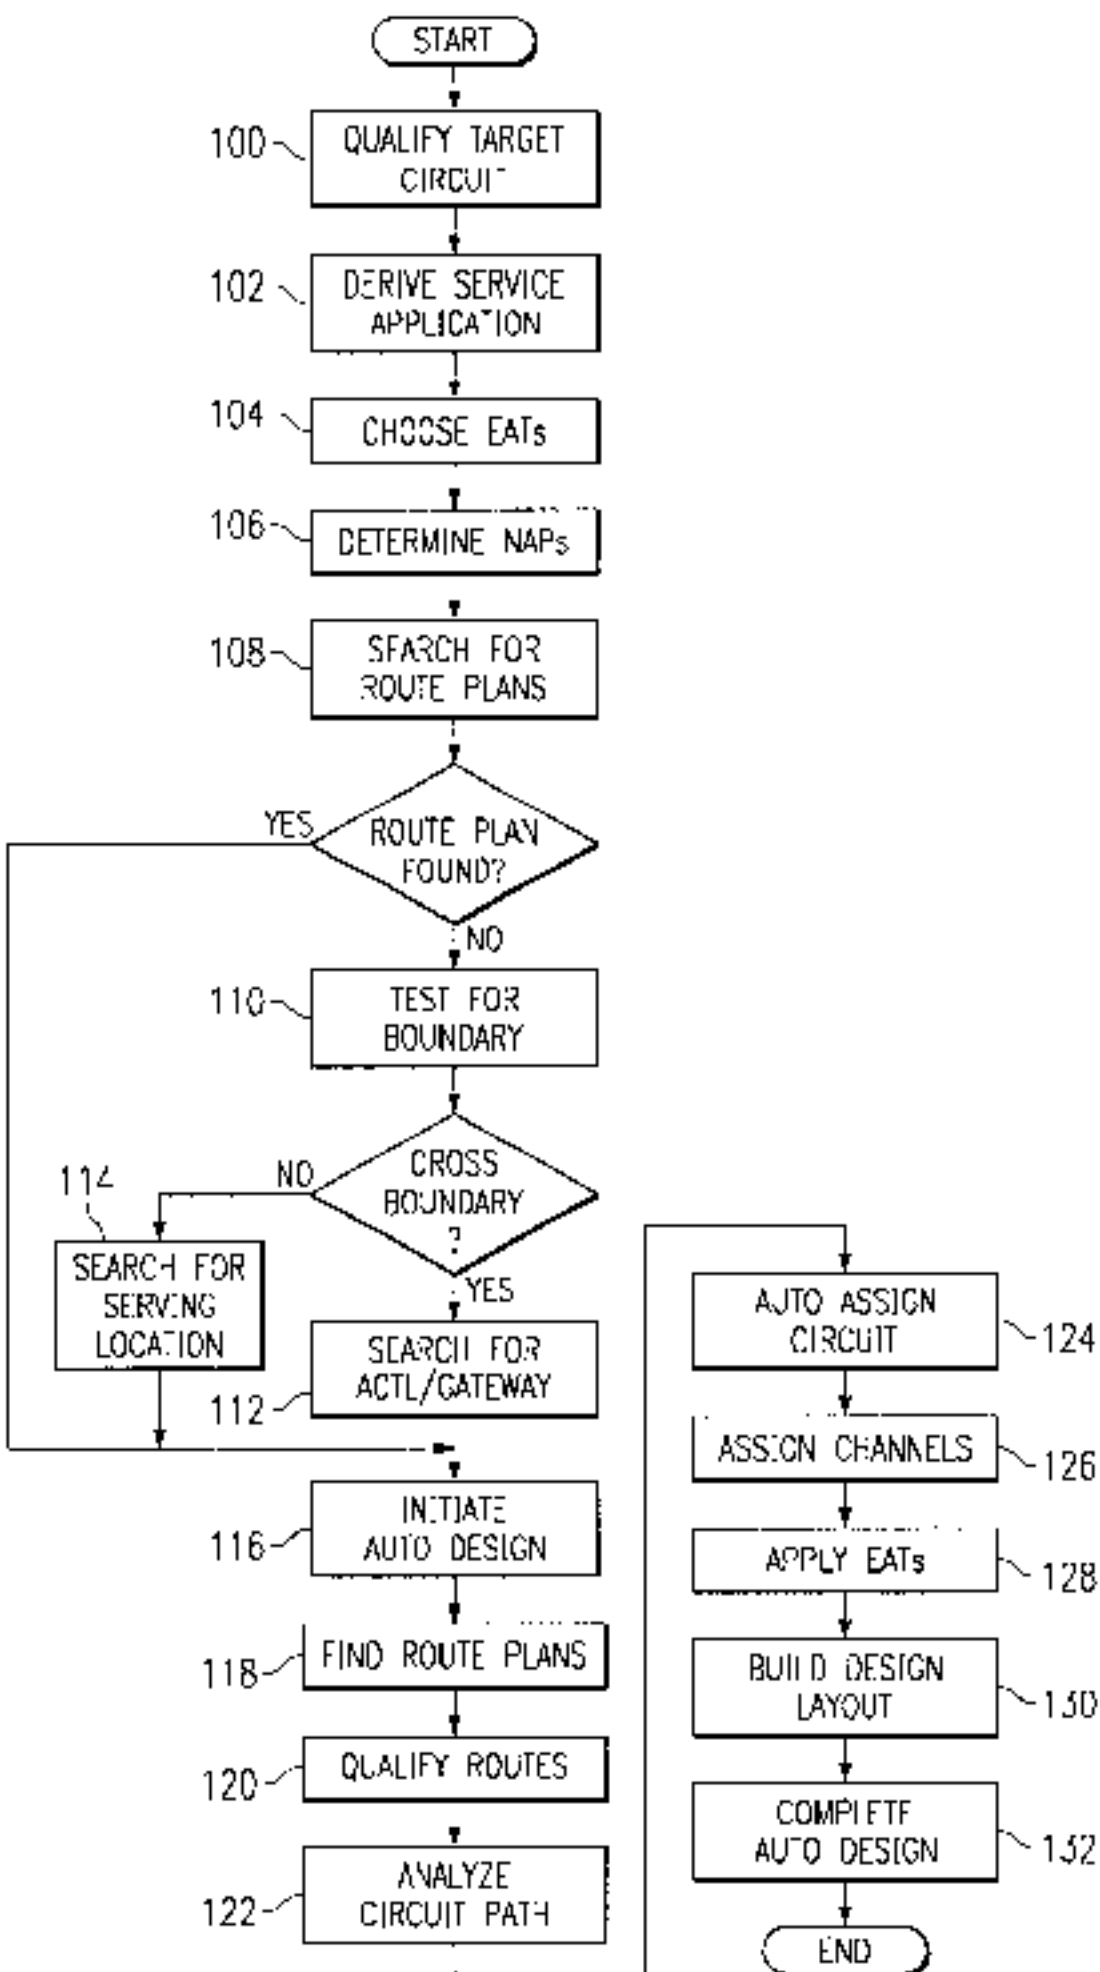 START
100
QUALIFY TARGET
CIRCUIT
102
DERIVE SERVICE
APPLICATION
104
CHOOSE EATs
106
DETERMINE NAPs
108
SEARCH FOR
ROUTE PLANS
YES
ROUTE PLAN
FOUND?
NO
110
TEST FOR
BOUNDARY
NO
CROSS
BOUNDARY
?
YES
114
SEARCH FOR
SERVING
LOCATION
SEARCH FOR
ACTL/GATEWAY
112
116
INITIATE
AUTO DESIGN
118
FIND ROUTE PLANS
120
QUALIFY ROUTES
122
ANALYZE
CIRCUIT PATH
AUTO ASSIGN
CIRCUIT
124
ASSIGN CHANNELS
126
APPLY EATs
128
BUILD DESIGN
LAYOUT
130
COMPLETE
AUTO DESIGN
132
END